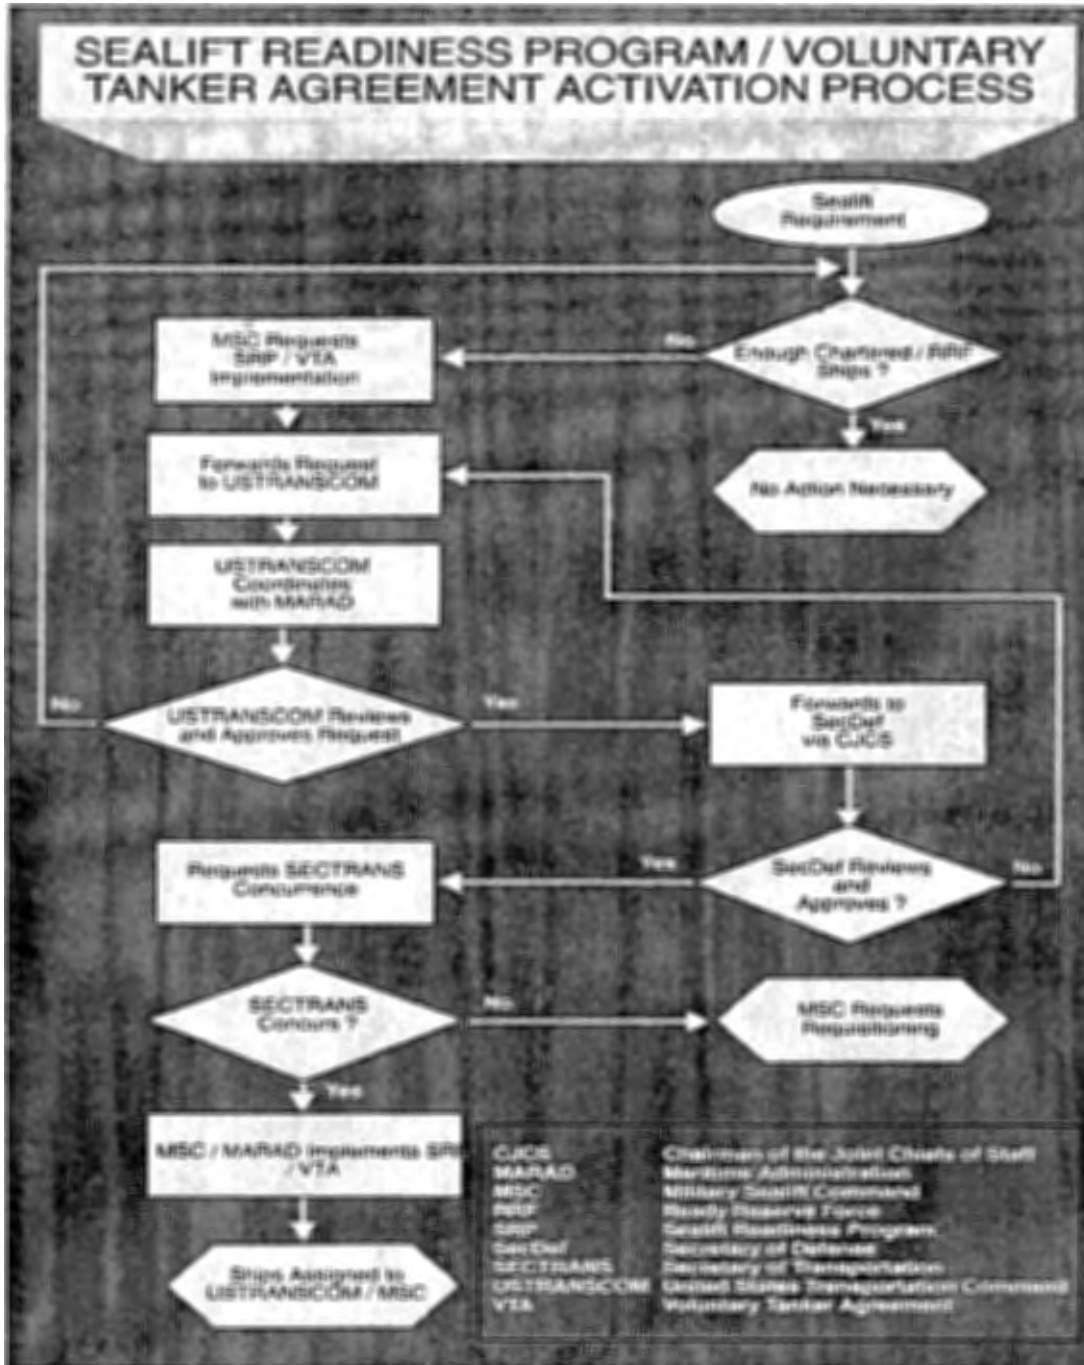 SEALIFT READINESS PROGRAM / VOLUNTARY
TANKER AGREEMENT ACTIVATION PROCESS
Sealift
Requirement
Enough Chartered / RRF
Ships ?
No
Yes
No Action Necessary
MSC Requests
SRP / VTA
Implementation
Forwards Request
to USTRANSCOM
USTRANSCOM
Coordinates
with MARAD
USTRANSCOM Reviews
and Approves Request
No
Yes
Forwards to
SecDef
via CJCS
SecDef Reviews
and
Approves ?
Yes
No
Requests SECTRANS
Concurrence
SECTRANS
Concurs ?
No
MSC Requests
Requisitioning
Yes
MSC / MARAD Implements SRP
/ VTA
Ships Assigned to
USTRANSCOM / MSC
CJCS Chairman of the Joint Chiefs of Staff
MARAD Maritime Administration
MSC Military Sealift Command
RRF Ready Reserve Force
SRP Sealift Readiness Program
SecDef Secretary of Defense
SECTRANS Secretary of Transportation
USTRANSCOM United States Transportation Command
VTA Voluntary Tanker Agreement